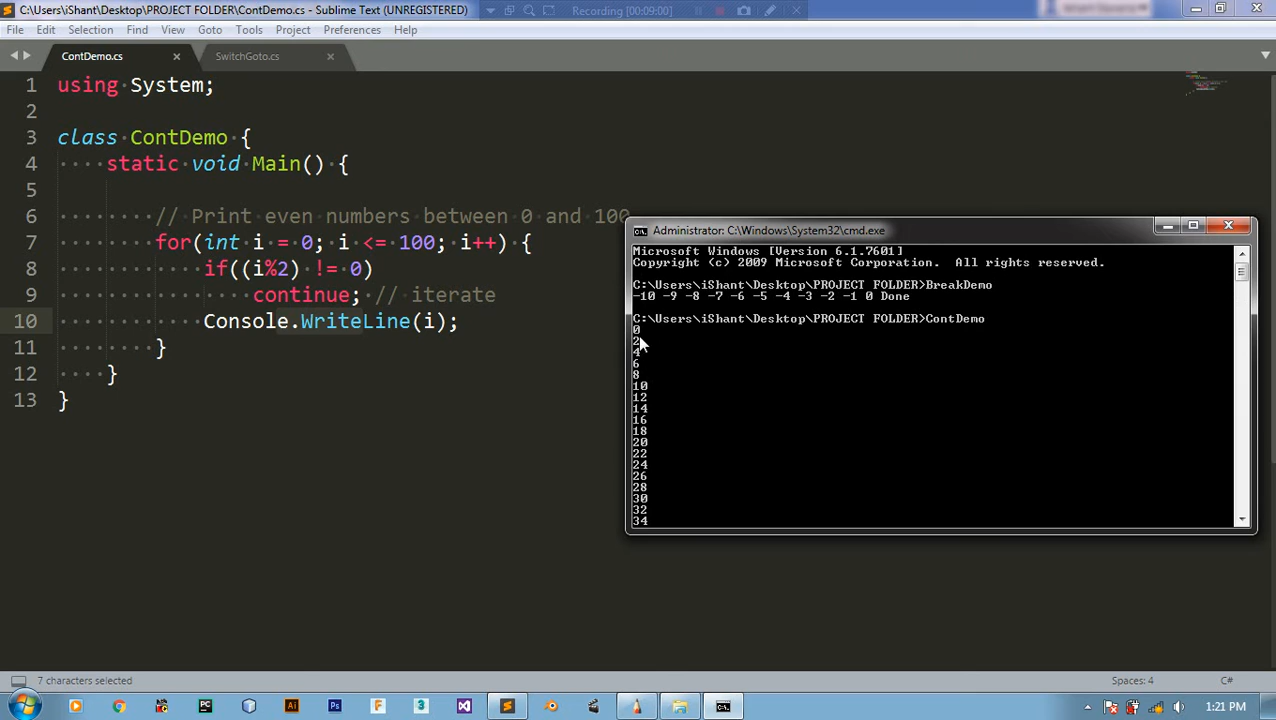 C:\Users\iShant\Desktop\PROJECT FOLDER\ContDemo.cs - Sublime Text (UNREGISTERED)
Recording [00:09:00]
File Edit Selection Find View Goto Tools Project Preferences Help
ContDemo.cs
SwitchGoto.cs
1 using System;
2
3 class ContDemo {
4 static void Main() {
5
6 // Print even numbers between 0 and 100
7 for(int i = 0; i <= 100; i++) {
8 if((i%2) != 0)
9 continue; // iterate
10 Console.WriteLine(i);
11 }
12 }
13 }
Administrator: C:\Windows\System32\cmd.exe
Microsoft Windows [Version 6.1.7601]
Copyright (c) 2009 Microsoft Corporation. All rights reserved.
C:\Users\iShant\Desktop\PROJECT FOLDER>BreakDemo
-10 -9 -8 -7 -6 -5 -4 -3 -2 -1 0 Done
C:\Users\iShant\Desktop\PROJECT FOLDER>ContDemo
0
2
4
6
8
10
12
14
16
18
20
22
24
26
28
30
32
34
7 characters selected
Spaces: 4
C#
PC
Ai
Ps
F
3
1:21 PM